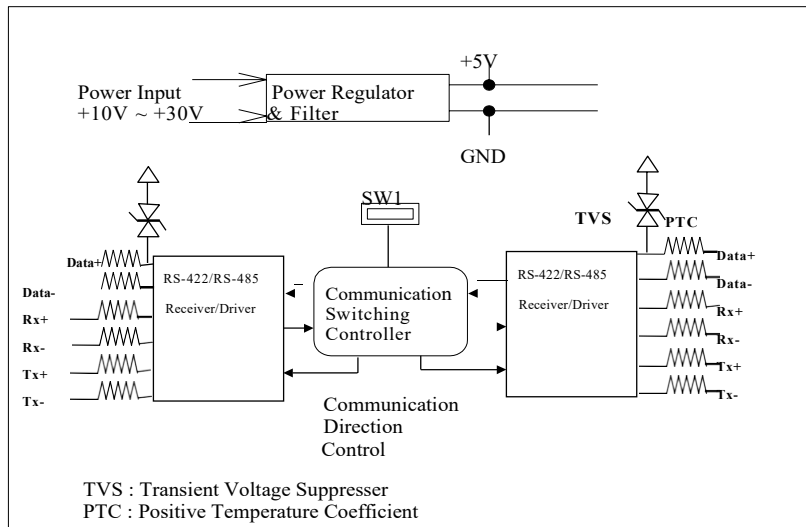 +5V
Power Input
+10V ~ +30V
Power Regulator
& Filter
GND
SW1
TVS
PTC
Data+
Data-
Rx+
Rx-
Tx+
Tx-
RS-422/RS-485
Receiver/Driver
Communication
Switching
Controller
RS-422/RS-485
Receiver/Driver
Data+
Data-
Rx+
Rx-
Tx+
Tx-
Communication
Direction
Control
TVS : Transient Voltage Suppresser
PTC : Positive Temperature Coefficient